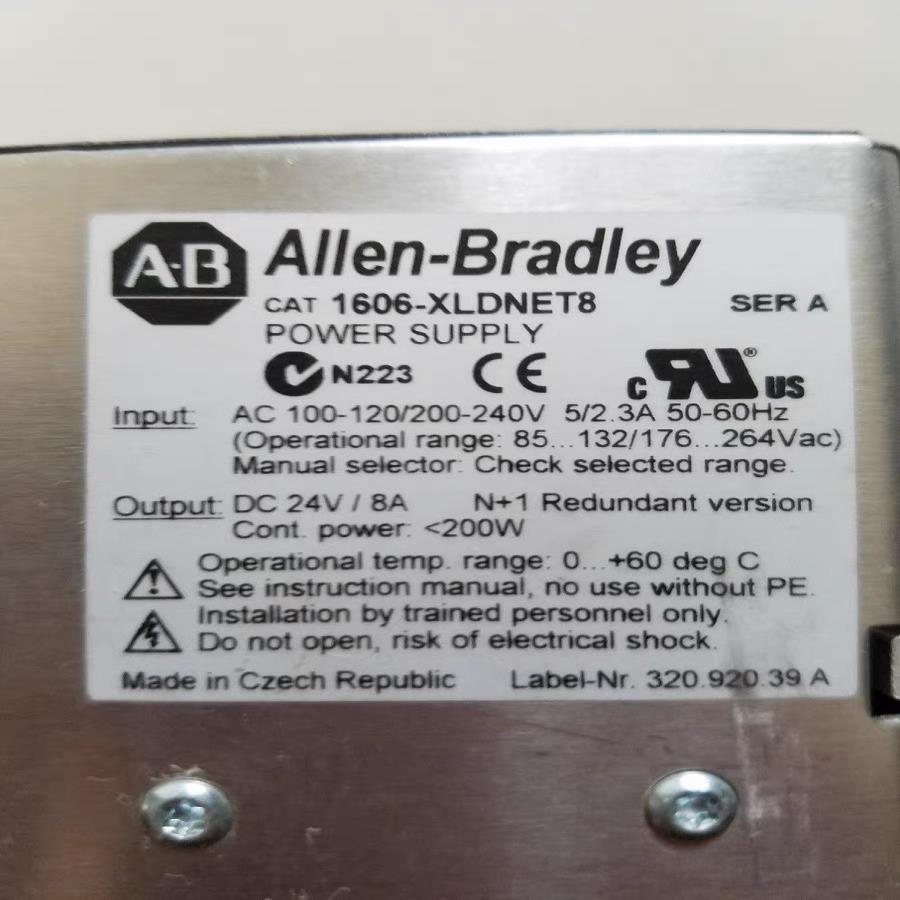 A-B Allen-Bradley
CAT 1606-XLDNET8 SER A
POWER SUPPLY
N223 CE c RU® US
Input: AC 100-120/200-240V 5/2.3A 50-60Hz
(Operational range: 85...132/176...264Vac)
Manual selector: Check selected range.
Output: DC 24V / 8A N+1 Redundant version
Cont. power: <200W
Operational temp. range: 0...+60 deg C
See instruction manual, no use without PE.
Installation by trained personnel only.
Do not open, risk of electrical shock.
Made in Czech Republic Label-Nr. 320.920.39 A